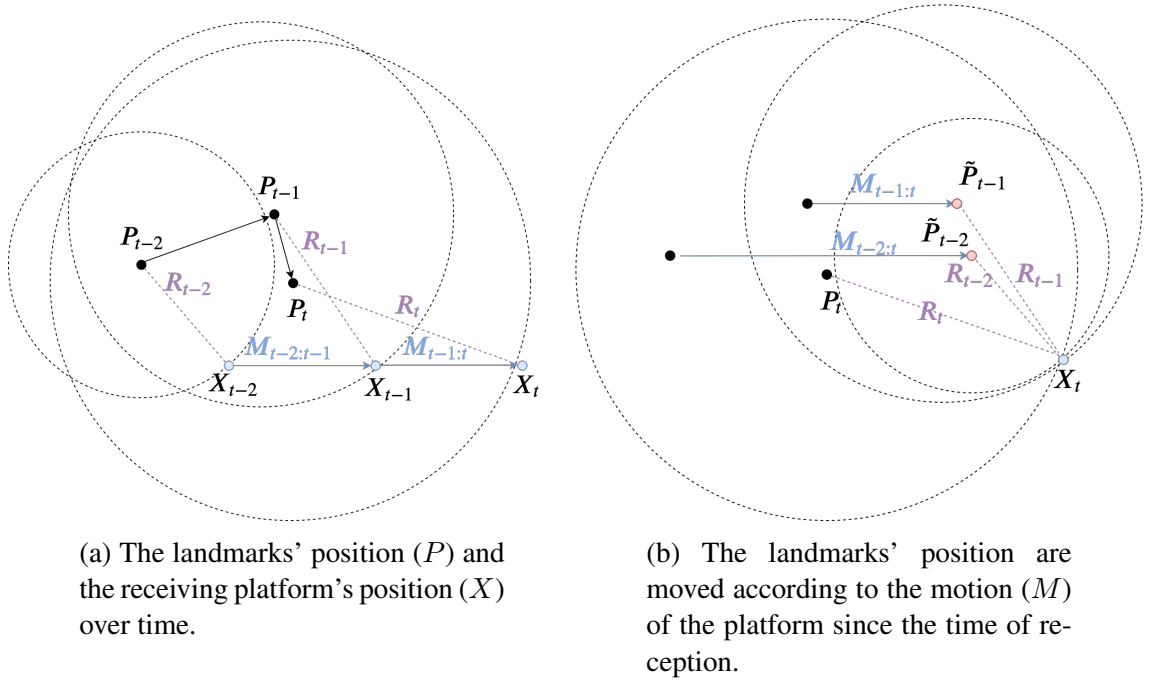 P_{t−1}
P_{t−2}
R_{t−1}
R_{t−2}
P_t
R_t
M_{t−2:t−1}
M_{t−1:t}
X_{t−2}
X_{t−1}
X_t
(a) The landmarks’ position (P) and
the receiving platform’s position (X)
over time.
P̃_{t−1}
M_{t−1:t}
P̃_{t−2}
M_{t−2:t}
R_{t−2}
R_{t−1}
P_t
R_t
X_t
(b) The landmarks’ position are
moved according to the motion (M)
of the platform since the time of re-
ception.